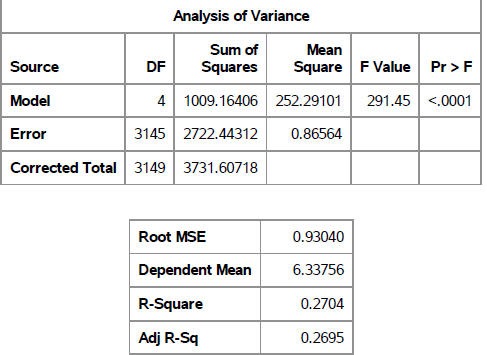 Analysis of Variance
Source DF Sum of Squares Mean Square F Value Pr > F
Model 4 1009.16406 252.29101 291.45 <.0001
Error 3145 2722.44312 0.86564
Corrected Total 3149 3731.60718
Root MSE 0.93040
Dependent Mean 6.33756
R-Square 0.2704
Adj R-Sq 0.2695